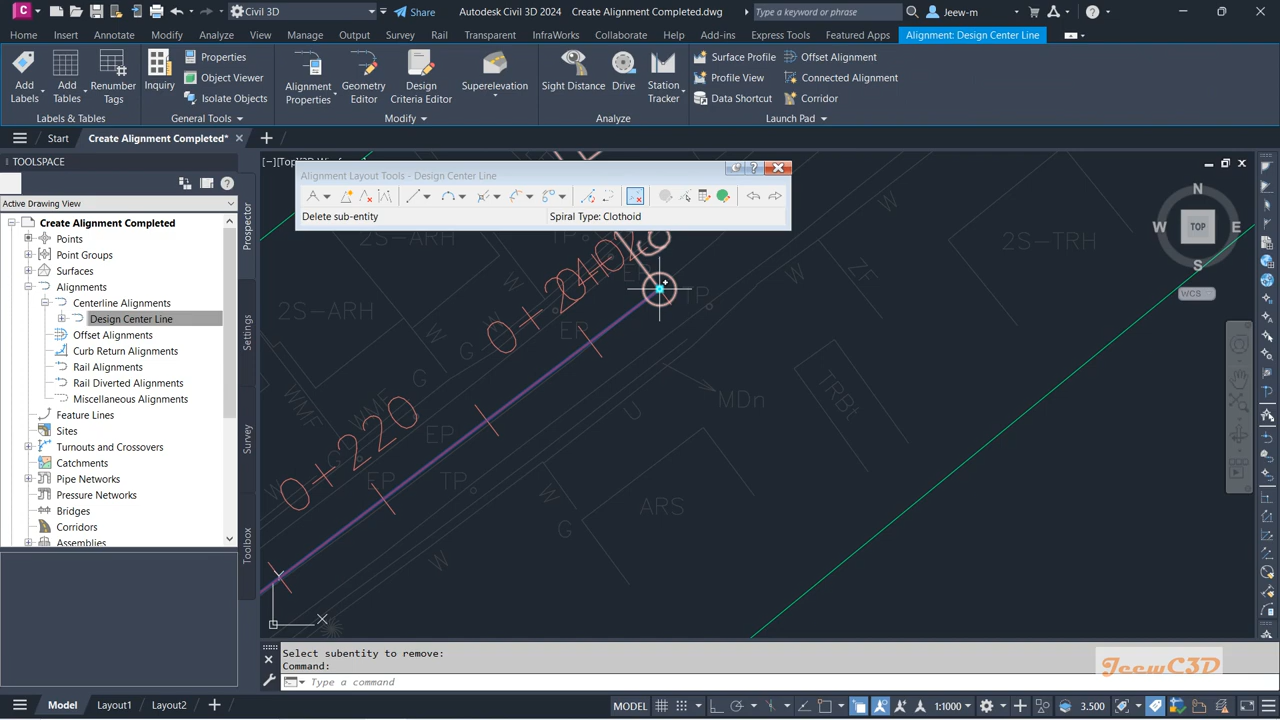 Civil 3D
Share
Autodesk Civil 3D 2024
Create Alignment Completed.dwg
Type a keyword or phrase
Jeew-m
Home
Insert
Annotate
Modify
Analyze
View
Manage
Output
Survey
Rail
Transparent
InfraWorks
Collaborate
Help
Add-ins
Express Tools
Featured Apps
Alignment: Design Center Line
Add Labels
Add Tables
Renumber Tags
Labels & Tables
Inquiry
Properties
Object Viewer
Isolate Objects
General Tools
Alignment Properties
Geometry Editor
Design Criteria Editor
Superelevation
Modify
Sight Distance
Drive
Station Tracker
Analyze
Surface Profile
Profile View
Data Shortcut
Offset Alignment
Connected Alignment
Corridor
Launch Pad
Start
Create Alignment Completed*
TOOLSPACE
Active Drawing View
Create Alignment Completed
Points
Point Groups
Surfaces
Alignments
Centerline Alignments
Design Center Line
Offset Alignments
Curb Return Alignments
Rail Alignments
Rail Diverted Alignments
Miscellaneous Alignments
Feature Lines
Sites
Turnouts and Crossovers
Catchments
Pipe Networks
Pressure Networks
Bridges
Corridors
Assemblies
Prospector
Settings
Survey
Toolbox
[−][Top]
Alignment Layout Tools - Design Center Line
Delete sub-entity
Spiral Type: Clothoid
2S-ARH
2S-ARH
2S-TRH
W
W
ZF
EP
TP
EP
G
W
G
WMF
MDn
TRBt
U
0+220
EP
EP
TP
W
G
ARS
W
Y
X
N
W
TOP
E
S
WCS
Select subentity to remove:
Command:
Type a command
JeewC3D
Model
Layout1
Layout2
MODEL
1:1000
3.500